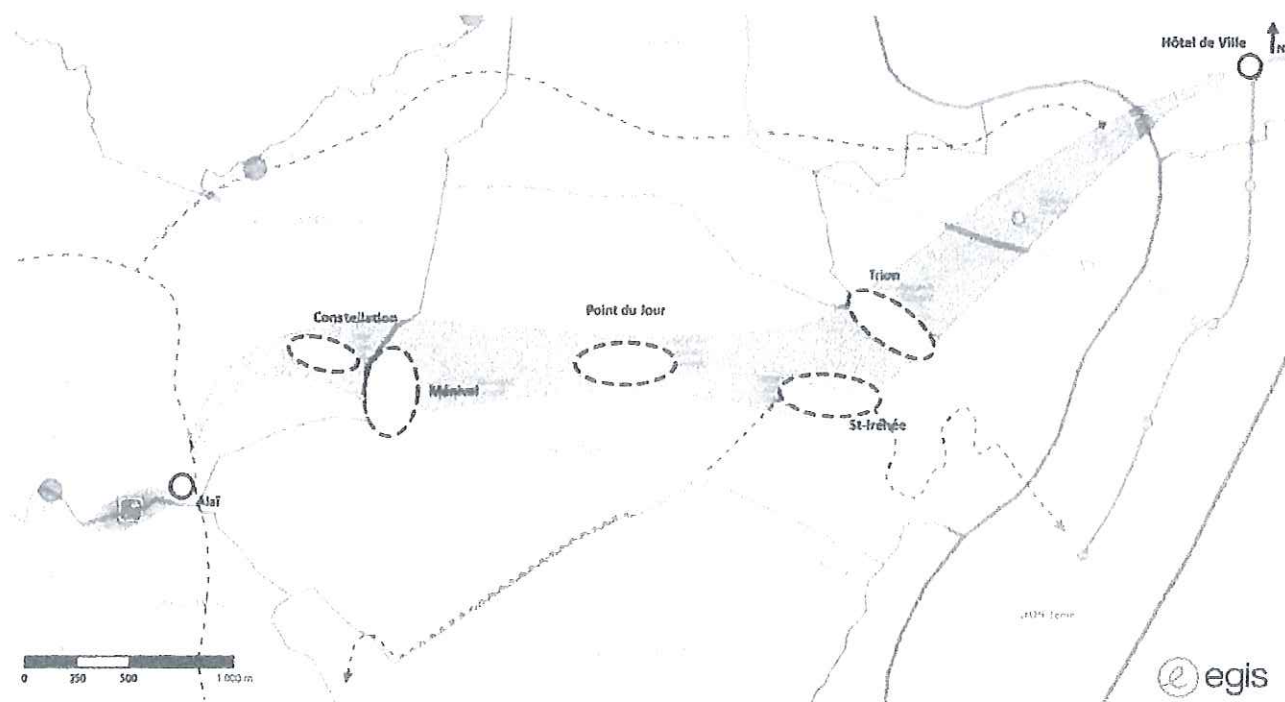 Hôtel de Ville
N
Trion
Constellation
Point du Jour
Ménival
St-Irénée
Alaï
0 250 500 1 000 m
egis